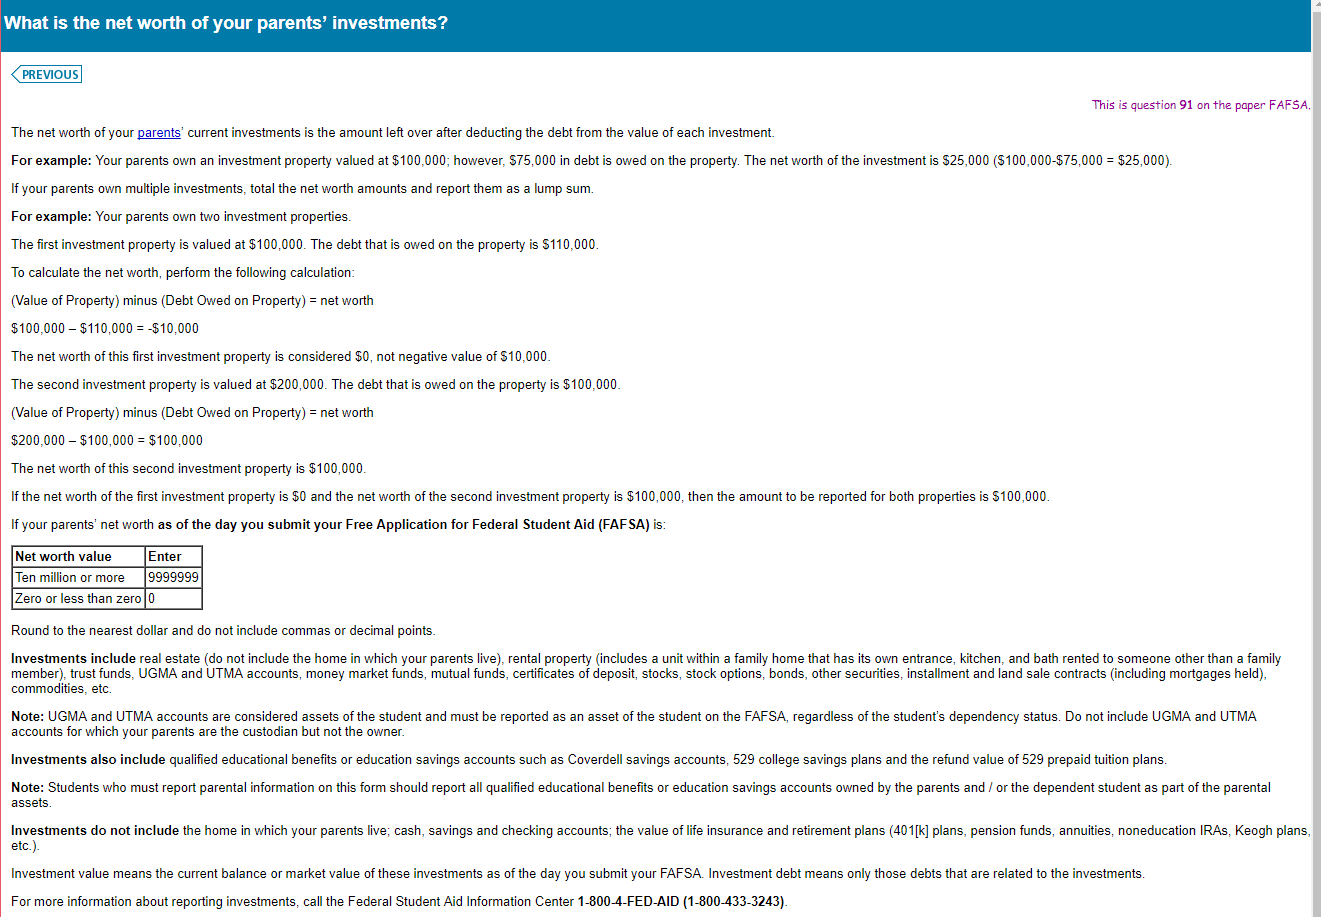 What is the net worth of your parents’ investments?
PREVIOUS
This is question 91 on the paper FAFSA.
The net worth of your parents' current investments is the amount left over after deducting the debt from the value of each investment.
For example: Your parents own an investment property valued at $100,000; however, $75,000 in debt is owed on the property. The net worth of the investment is $25,000 ($100,000-$75,000 = $25,000).
If your parents own multiple investments, total the net worth amounts and report them as a lump sum.
For example: Your parents own two investment properties.
The first investment property is valued at $100,000. The debt that is owed on the property is $110,000.
To calculate the net worth, perform the following calculation:
(Value of Property) minus (Debt Owed on Property) = net worth
$100,000 – $110,000 = -$10,000
The net worth of this first investment property is considered $0, not negative value of $10,000.
The second investment property is valued at $200,000. The debt that is owed on the property is $100,000.
(Value of Property) minus (Debt Owed on Property) = net worth
$200,000 – $100,000 = $100,000
The net worth of this second investment property is $100,000.
If the net worth of the first investment property is $0 and the net worth of the second investment property is $100,000, then the amount to be reported for both properties is $100,000.
If your parents' net worth as of the day you submit your Free Application for Federal Student Aid (FAFSA) is:
Net worth value Enter
Ten million or more 9999999
Zero or less than zero 0
Round to the nearest dollar and do not include commas or decimal points.
Investments include real estate (do not include the home in which your parents live), rental property (includes a unit within a family home that has its own entrance, kitchen, and bath rented to someone other than a family
member), trust funds, UGMA and UTMA accounts, money market funds, mutual funds, certificates of deposit, stocks, stock options, bonds, other securities, installment and land sale contracts (including mortgages held),
commodities, etc.
Note: UGMA and UTMA accounts are considered assets of the student and must be reported as an asset of the student on the FAFSA, regardless of the student's dependency status. Do not include UGMA and UTMA
accounts for which your parents are the custodian but not the owner.
Investments also include qualified educational benefits or education savings accounts such as Coverdell savings accounts, 529 college savings plans and the refund value of 529 prepaid tuition plans.
Note: Students who must report parental information on this form should report all qualified educational benefits or education savings accounts owned by the parents and / or the dependent student as part of the parental
assets.
Investments do not include the home in which your parents live; cash, savings and checking accounts; the value of life insurance and retirement plans (401[k] plans, pension funds, annuities, noneducation IRAs, Keogh plans,
etc.).
Investment value means the current balance or market value of these investments as of the day you submit your FAFSA. Investment debt means only those debts that are related to the investments.
For more information about reporting investments, call the Federal Student Aid Information Center 1-800-4-FED-AID (1-800-433-3243).